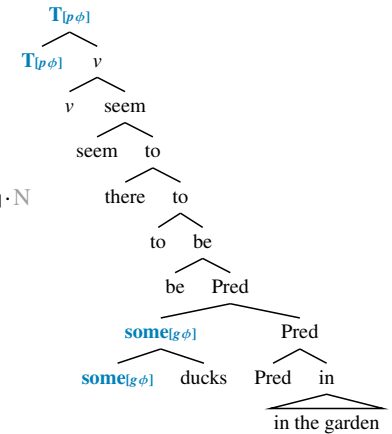 T[pϕ]
T[pϕ] v
v seem
seem to
· N
there to
to be
be Pred
some[gϕ] Pred
some[gϕ] ducks Pred in
in the garden